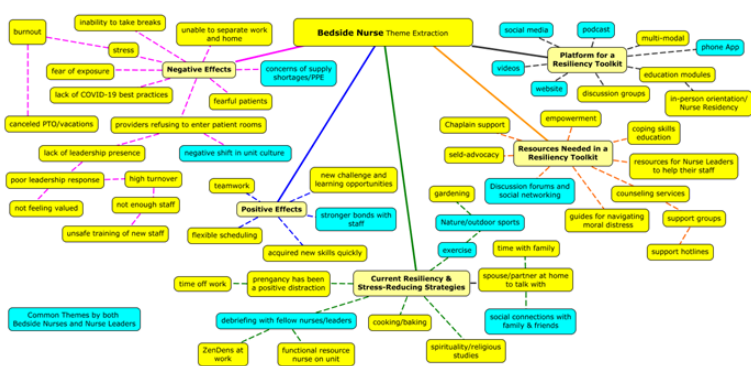 Bedside Nurse Theme Extraction
burnout
inability to take breaks
unable to separate work
and home
stress
Negative Effects
fear of exposure
concerns of supply
shortages/PPE
lack of COVID-19 best practices
fearful patients
canceled PTO/vacations
providers refusing to enter patient rooms
lack of leadership presence
negative shift in unit culture
poor leadership response
high turnover
not feeling valued
not enough staff
unsafe training of new staff
social media
podcast
multi-modal
Platform for a
Resiliency Toolkit
phone App
videos
education modules
website
discussion groups
in-person orientation/
Nurse Residency
empowerment
Chaplain support
coping skills
education
Resources Needed in a
Resiliency Toolkit
seld-advocacy
resources for Nurse Leaders
to help their staff
Discussion forums and
social networking
counseling services
guides for navigating
moral distress
support groups
support hotlines
teamwork
new challenge and
learning opportunities
Positive Effects
stronger bonds with
staff
flexible scheduling
acquired new skills quickly
gardening
Nature/outdoor sports
exercise
time with family
Current Resiliency &
Stress-Reducing Strategies
time off work
prengancy has been
a positive distraction
spouse/partner at home
to talk with
social connections with
family & friends
debriefing with fellow nurses/leaders
cooking/baking
ZenDens at
work
functional resource
nurse on unit
spirituality/religious
studies
Common Themes by both
Bedside Nurses and Nurse Leaders